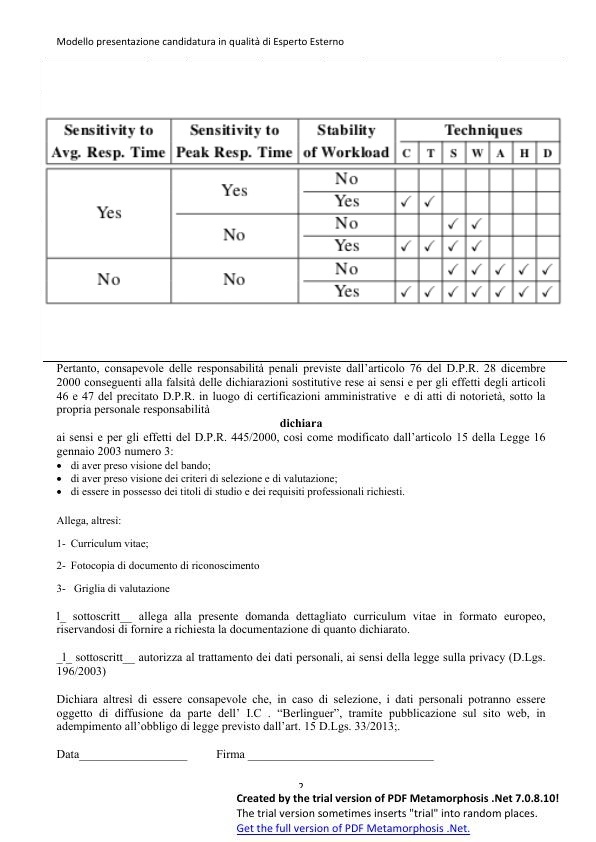 Modello presentazione candidatura in qualità di Esperto Esterno
Sensitivity to Sensitivity to Stability Techniques
Avg. Resp. Time Peak Resp. Time of Workload C T S W A H D
Yes Yes No
Yes ✓ ✓
No No ✓ ✓
Yes ✓ ✓ ✓ ✓
No No No ✓ ✓ ✓ ✓ ✓
Yes ✓ ✓ ✓ ✓ ✓ ✓ ✓
Pertanto, consapevole delle responsabilità penali previste dall'articolo 76 del D.P.R. 28 dicembre
2000 conseguenti alla falsità delle dichiarazioni sostitutive rese ai sensi e per gli effetti degli articoli
46 e 47 del precitato D.P.R. in luogo di certificazioni amministrative e di atti di notorietà, sotto la
propria personale responsabilità
dichiara
ai sensi e per gli effetti del D.P.R. 445/2000, così come modificato dall'articolo 15 della Legge 16
gennaio 2003 numero 3:
• di aver preso visione del bando;
• di aver preso visione dei criteri di selezione e di valutazione;
• di essere in possesso dei titoli di studio e dei requisiti professionali richiesti.
Allega, altresì:
1- Curriculum vitae;
2- Fotocopia di documento di riconoscimento
3- Griglia di valutazione
l_ sottoscritt__ allega alla presente domanda dettagliato curriculum vitae in formato europeo,
riservandosi di fornire a richiesta la documentazione di quanto dichiarato.
_l_ sottoscritt__ autorizza al trattamento dei dati personali, ai sensi della legge sulla privacy (D.Lgs.
196/2003)
Dichiara altresì di essere consapevole che, in caso di selezione, i dati personali potranno essere
oggetto di diffusione da parte dell' I.C . "Berlinguer", tramite pubblicazione sul sito web, in
adempimento all'obbligo di legge previsto dall'art. 15 D.Lgs. 33/2013;.
Data__________________ Firma _______________________________
2
Created by the trial version of PDF Metamorphosis .Net 7.0.8.10!
The trial version sometimes inserts "trial" into random places.
Get the full version of PDF Metamorphosis .Net.